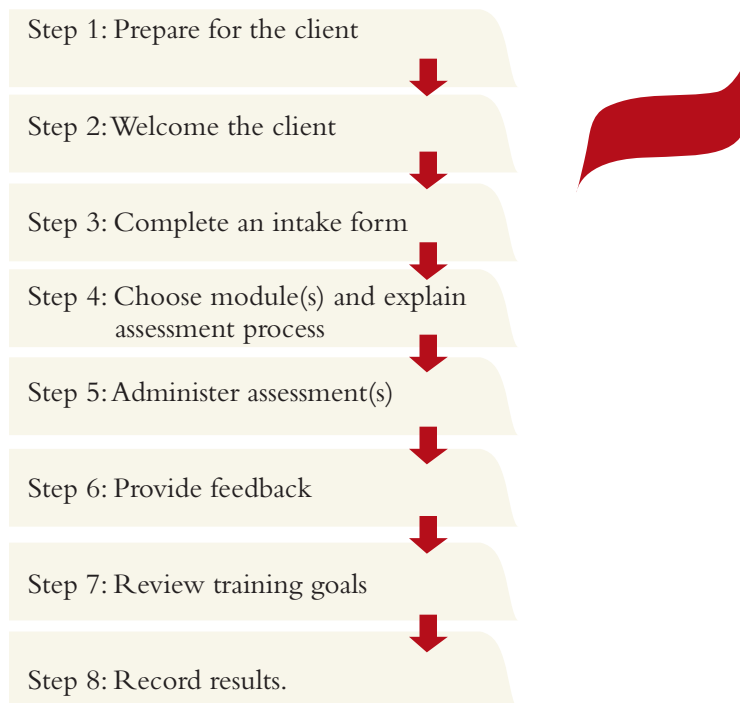 Step 1: Prepare for the client
Step 2: Welcome the client
Step 3: Complete an intake form
Step 4: Choose module(s) and explain
assessment process
Step 5: Administer assessment(s)
Step 6: Provide feedback
Step 7: Review training goals
Step 8: Record results.